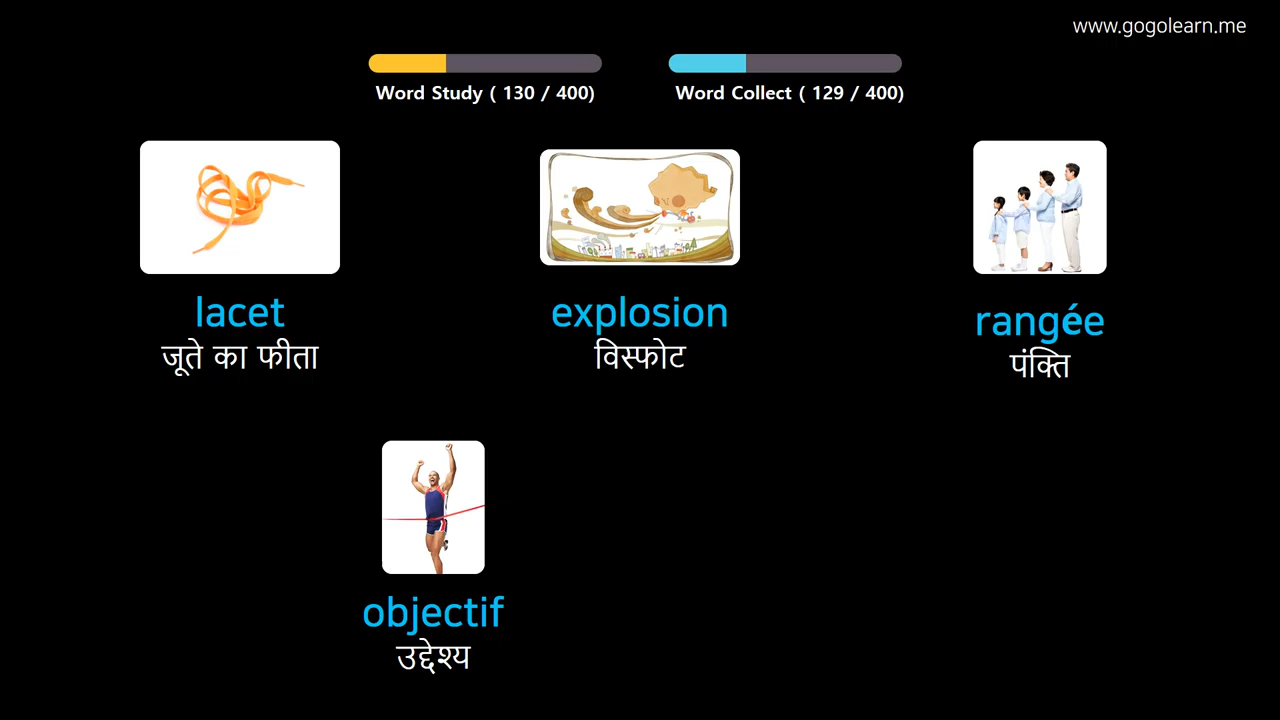 www.gogolearn.me
Word Study ( 130 / 400)
Word Collect ( 129 / 400)
lacet
जूते का फीता
explosion
विस्फोट
rangée
पंक्ति
objectif
उद्देश्य